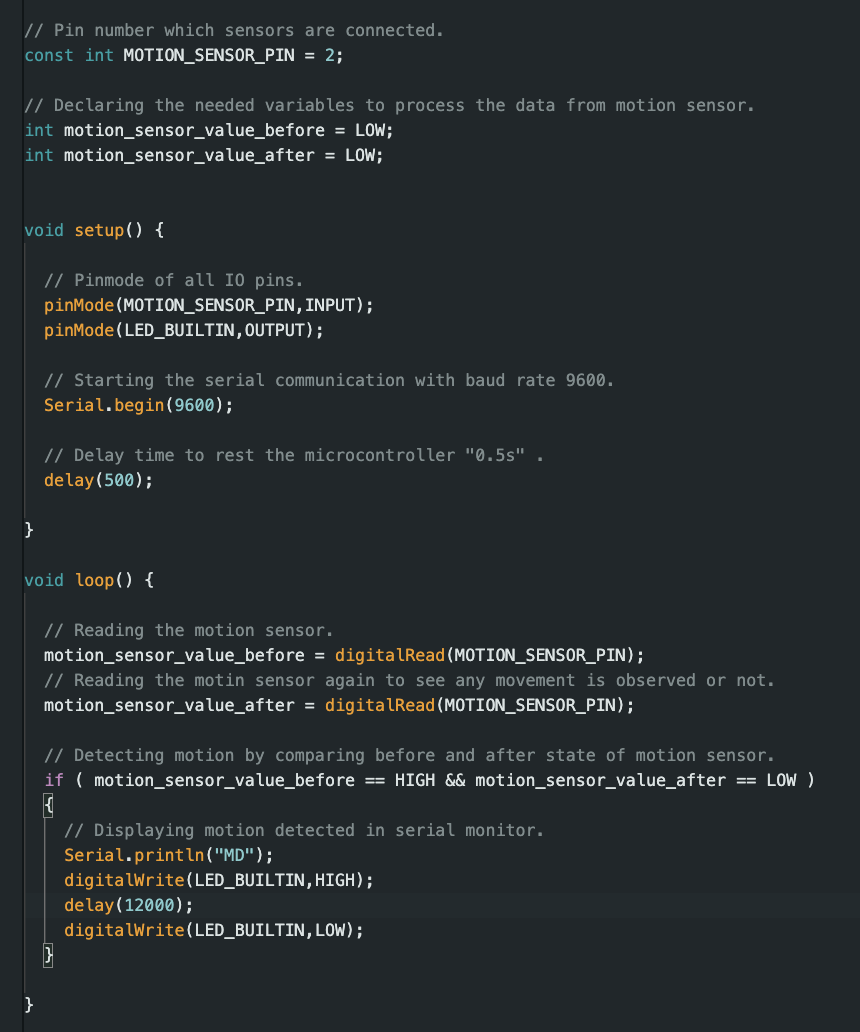 // Pin number which sensors are connected.
const int MOTION_SENSOR_PIN = 2;
// Declaring the needed variables to process the data from motion sensor.
int motion_sensor_value_before = LOW;
int motion_sensor_value_after = LOW;
void setup() {
// Pinmode of all IO pins.
pinMode(MOTION_SENSOR_PIN,INPUT);
pinMode(LED_BUILTIN,OUTPUT);
// Starting the serial communication with baud rate 9600.
Serial.begin(9600);
// Delay time to rest the microcontroller "0.5s" .
delay(500);
}
void loop() {
// Reading the motion sensor.
motion_sensor_value_before = digitalRead(MOTION_SENSOR_PIN);
// Reading the motin sensor again to see any movement is observed or not.
motion_sensor_value_after = digitalRead(MOTION_SENSOR_PIN);
// Detecting motion by comparing before and after state of motion sensor.
if ( motion_sensor_value_before == HIGH && motion_sensor_value_after == LOW )
{
// Displaying motion detected in serial monitor.
Serial.println("MD");
digitalWrite(LED_BUILTIN,HIGH);
delay(12000);
digitalWrite(LED_BUILTIN,LOW);
}
}